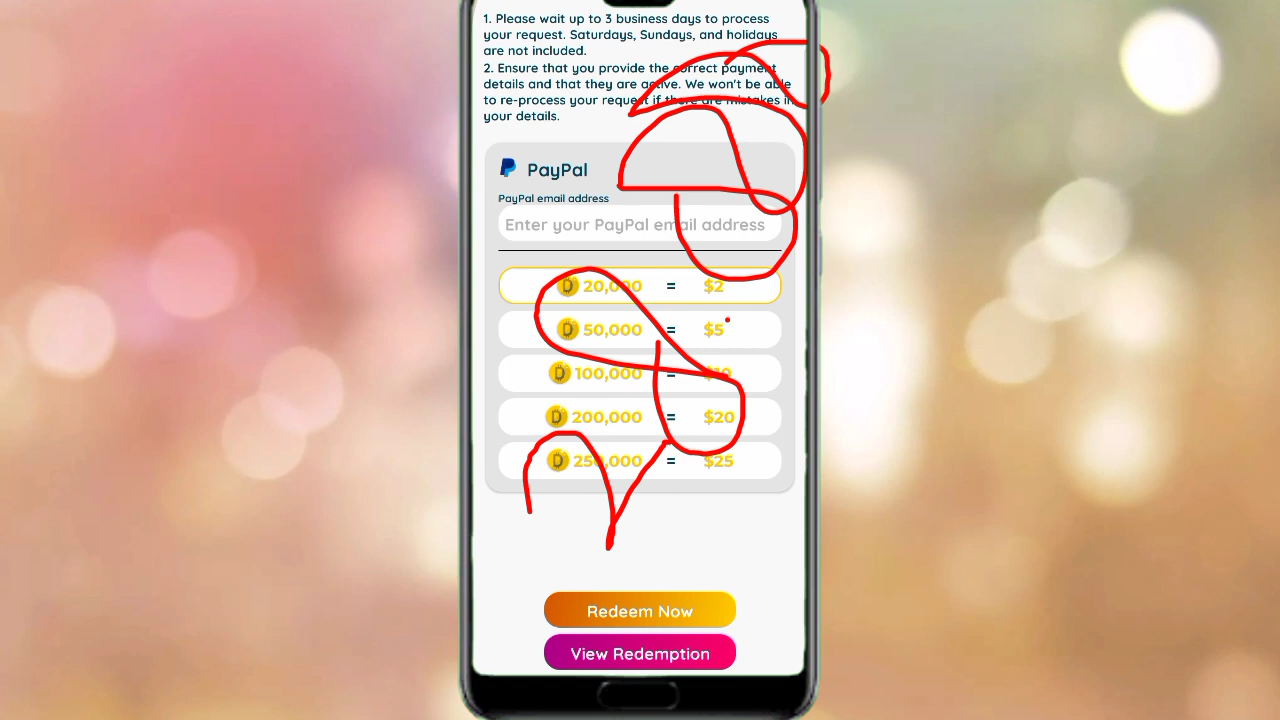 1. Please wait up to 3 business days to process
your request. Saturdays, Sundays, and holidays
are not included.
2. Ensure that you provide the correct payment
details and that they are active. We won't be able
to re-process your request if there are mistakes in
your details.
PayPal
PayPal email address
Enter your PayPal email address
20,000 = $2
50,000 = $5
100,000 = $10
200,000 = $20
250,000 = $25
Redeem Now
View Redemption